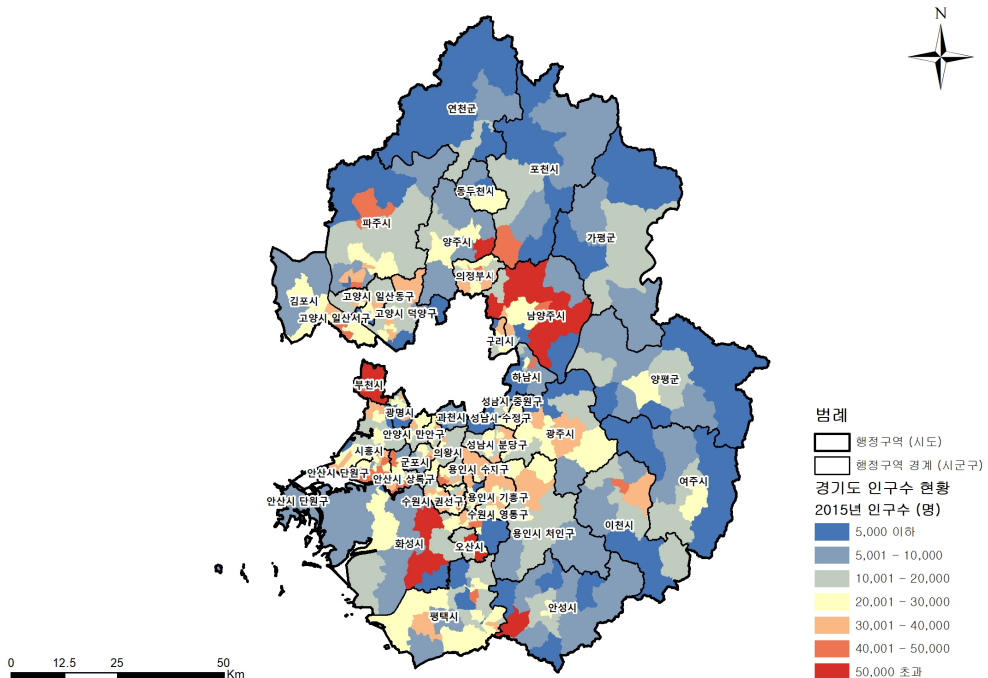 N
연천군
포천시
동두천시
파주시
가평군
양주시
의정부시
고양시 일산동구
김포시
고양시 덕양구
고양시 일산서구
남양주시
구리시
하남시
부천시
양평군
성남시 중원구
광명시
과천시
성남시 수정구
안양시 만안구
광주시
성남시 분당구
시흥시
의왕시
군포시
용인시 수지구
안산시 단원구
안산시 상록구
여주시
안산시 단원구
수원시 권선구
용인시 기흥구
수원시 영통구
이천시
용인시 처인구
화성시
오산시
안성시
평택시
범례
행정구역 (시도)
행정구역 경계 (시군구)
경기도 인구수 현황
2015년 인구수 (명)
5,000 이하
5,001 - 10,000
10,001 - 20,000
20,001 - 30,000
30,001 - 40,000
40,001 - 50,000
50,000 초과
0 12.5 25 50
Km